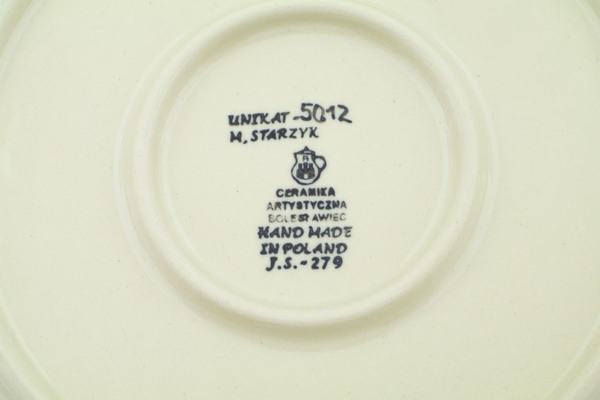 UNIKAT-5012
M. STARZYK
CERAMIKA
ARTYSTYCZNA
BOLESŁAWIEC
HAND MADE
IN POLAND
J.S.-279